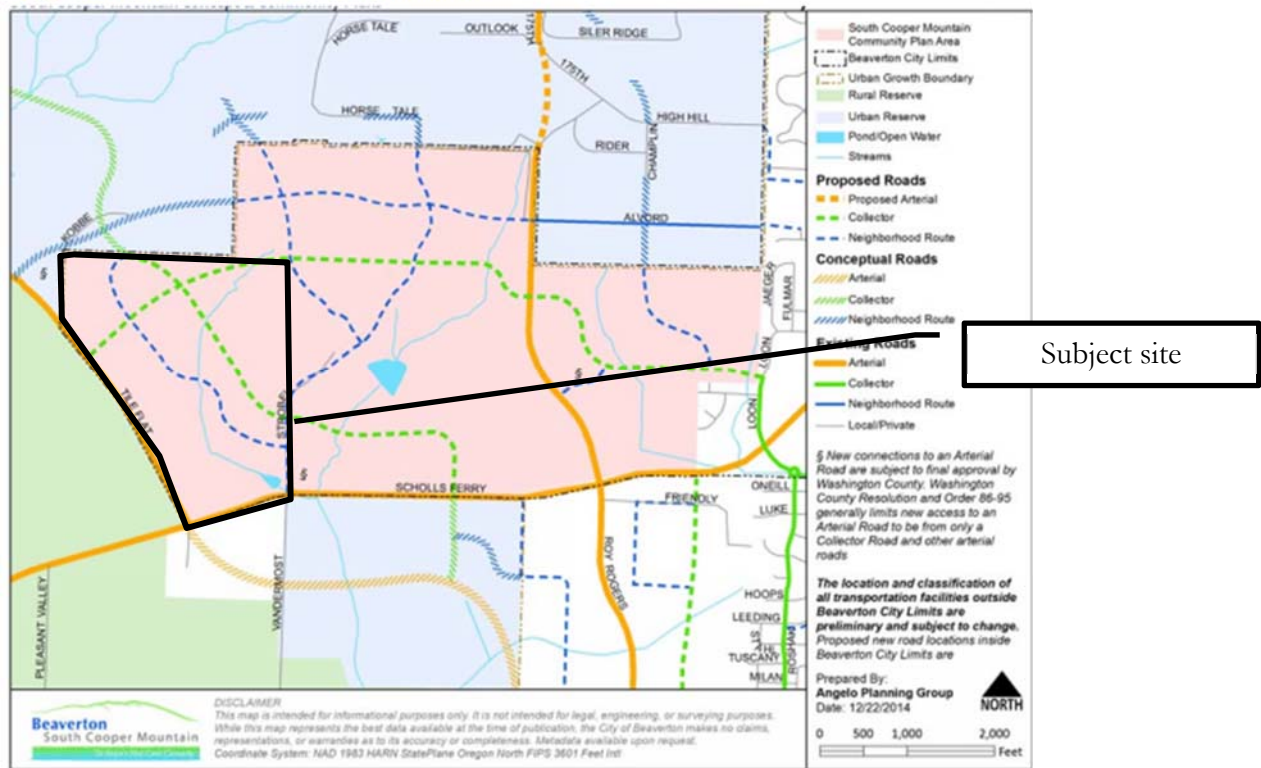 HORSE TALE
OUTLOOK
175TH
SILER RIDGE
175TH
HORSE TALE
HIGH HILL
RIDER
CHAMPLIN
KOBBE
ALVORD
§
JAEGER
FULMAR
LOON
TILE FLAT
STROBEL
§
§
LOON
SCHOLLS FERRY
FRIENDLY
ONEILL
LUKE
PLEASANT VALLEY
VANDERMOST
ROY ROGERS
HOOPS
LEEDING
TUSCANY
MILAN
ROSHAK
South Cooper Mountain
Community Plan Area
Beaverton City Limits
Urban Growth Boundary
Rural Reserve
Urban Reserve
Pond/Open Water
Streams
Proposed Roads
Proposed Arterial
Collector
Neighborhood Route
Conceptual Roads
Arterial
Collector
Neighborhood Route
Existing Roads
Arterial
Collector
Neighborhood Route
Local/Private
§ New connections to an Arterial
Road are subject to final approval by
Washington County. Washington
County Resolution and Order 86-95
generally limits new access to an
Arterial Road to be from only a
Collector Road and other arterial
roads
The location and classification of
all transportation facilities outside
Beaverton City Limits are
preliminary and subject to change.
Proposed new road locations inside
Beaverton City Limits are
Prepared By:
Angelo Planning Group
Date: 12/22/2014
NORTH
0 500 1,000 2,000
Feet
Subject site
Beaverton
South Cooper Mountain
DISCLAIMER
This map is intended for informational purposes only. It is not intended for legal, engineering, or surveying purposes.
While this map represents the best data available at the time of publication, the City of Beaverton makes no claims,
representations, or warranties as to its accuracy or completeness. Metadata available upon request.
Coordinate System: NAD 1983 HARN StatePlane Oregon North FIPS 3601 Feet Intl